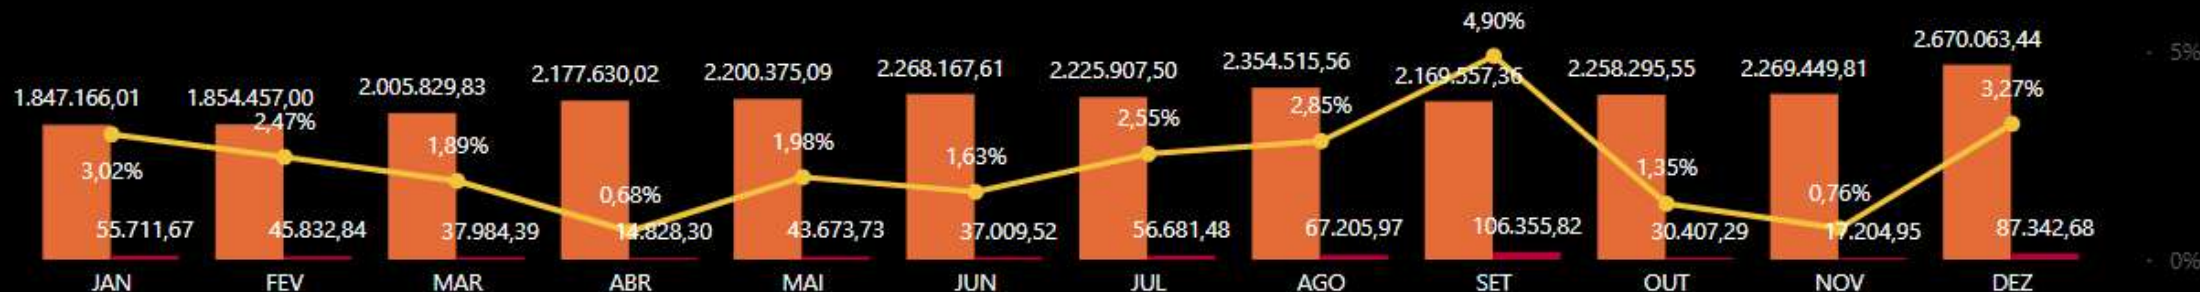 4,90%
2.670.063,44
5%
1.847.166,01 1.854.457,00 2.005.829,83 2.177.630,02 2.200.375,09 2.268.167,61 2.225.907,50 2.354.515,56 2.169.557,36 2.258.295,55 2.269.449,81
3,02% 2,47% 1,89% 0,68% 1,98% 1,63% 2,55% 2,85% 1,35% 0,76% 3,27%
55.711,67 45.832,84 37.984,39 14.828,30 43.673,73 37.009,52 56.681,48 67.205,97 106.355,82 30.407,29 17.204,95 87.342,68
0%
JAN FEV MAR ABR MAI JUN JUL AGO SET OUT NOV DEZ